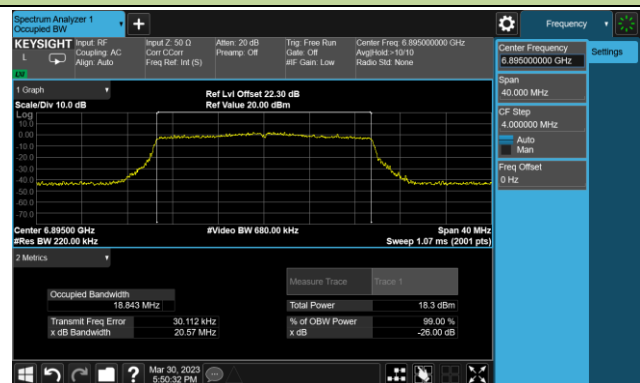 Spectrum Analyzer 1
Occupied BW
Frequency
KEYSIGHT
L
Input: RF
Coupling: AC
Align: Auto
Input Z: 50 Ω
Corr CCorr
Freq Ref: Int (S)
Atten: 20 dB
Preamp: Off
Trig: Free Run
Gate: Off
#IF Gain: Low
Center Freq: 6.895000000 GHz
Avg|Hold:>10/10
Radio Std: None
LW
Center Frequency
6.895000000 GHz
Settings
Span
40.000 MHz
CF Step
4.000000 MHz
Auto
Man
Freq Offset
0 Hz
1 Graph
Scale/Div 10.0 dB
Ref Lvl Offset 22.30 dB
Ref Value 20.00 dBm
Log
10.0
0.00
-10.0
-20.0
-30.0
-40.0
-50.0
-60.0
-70.0
Center 6.89500 GHz
#Video BW 680.00 kHz
Span 40 MHz
#Res BW 220.00 kHz
Sweep 1.07 ms (2001 pts)
2 Metrics
Measure Trace
Trace 1
Occupied Bandwidth
18.843 MHz
Total Power
18.3 dBm
Transmit Freq Error
30.112 kHz
% of OBW Power
99.00 %
x dB Bandwidth
20.57 MHz
x dB
-26.00 dB
Mar 30, 2023
5:50:32 PM